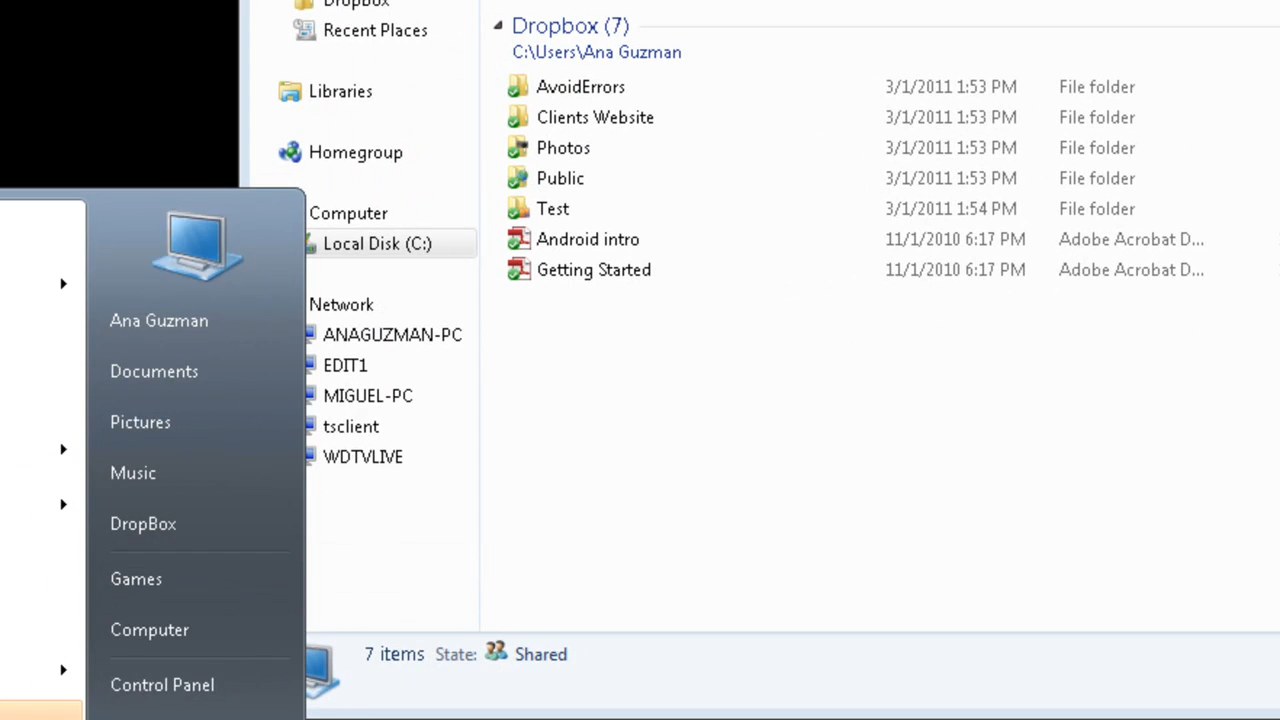 Dropbox
Recent Places
Libraries
Homegroup
Computer
Local Disk (C:)
Network
ANAGUZMAN-PC
EDIT1
MIGUEL-PC
tsclient
WDTVLIVE
Dropbox (7)
C:\Users\Ana Guzman
AvoidErrors 3/1/2011 1:53 PM File folder
Clients Website 3/1/2011 1:53 PM File folder
Photos 3/1/2011 1:53 PM File folder
Public 3/1/2011 1:53 PM File folder
Test 3/1/2011 1:54 PM File folder
Android intro 11/1/2010 6:17 PM Adobe Acrobat D...
Getting Started 11/1/2010 6:17 PM Adobe Acrobat D...
7 items State: Shared
Ana Guzman
Documents
Pictures
Music
DropBox
Games
Computer
Control Panel